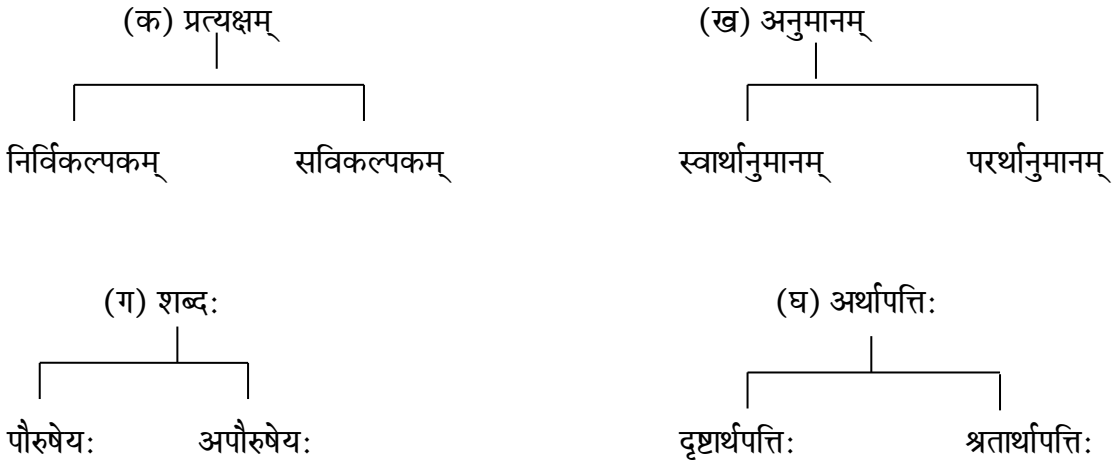 (क) प्रत्यक्षम् (ख) अनुमानम्
निर्विकल्पकम् सविकल्पकम् स्वार्थानुमानम् परर्थानुमानम्
(ग) शब्दः (घ) अर्थापत्तिः
पौरुषेयः अपौरुषेयः दृष्टार्थपत्तिः श्रतार्थापत्तिः